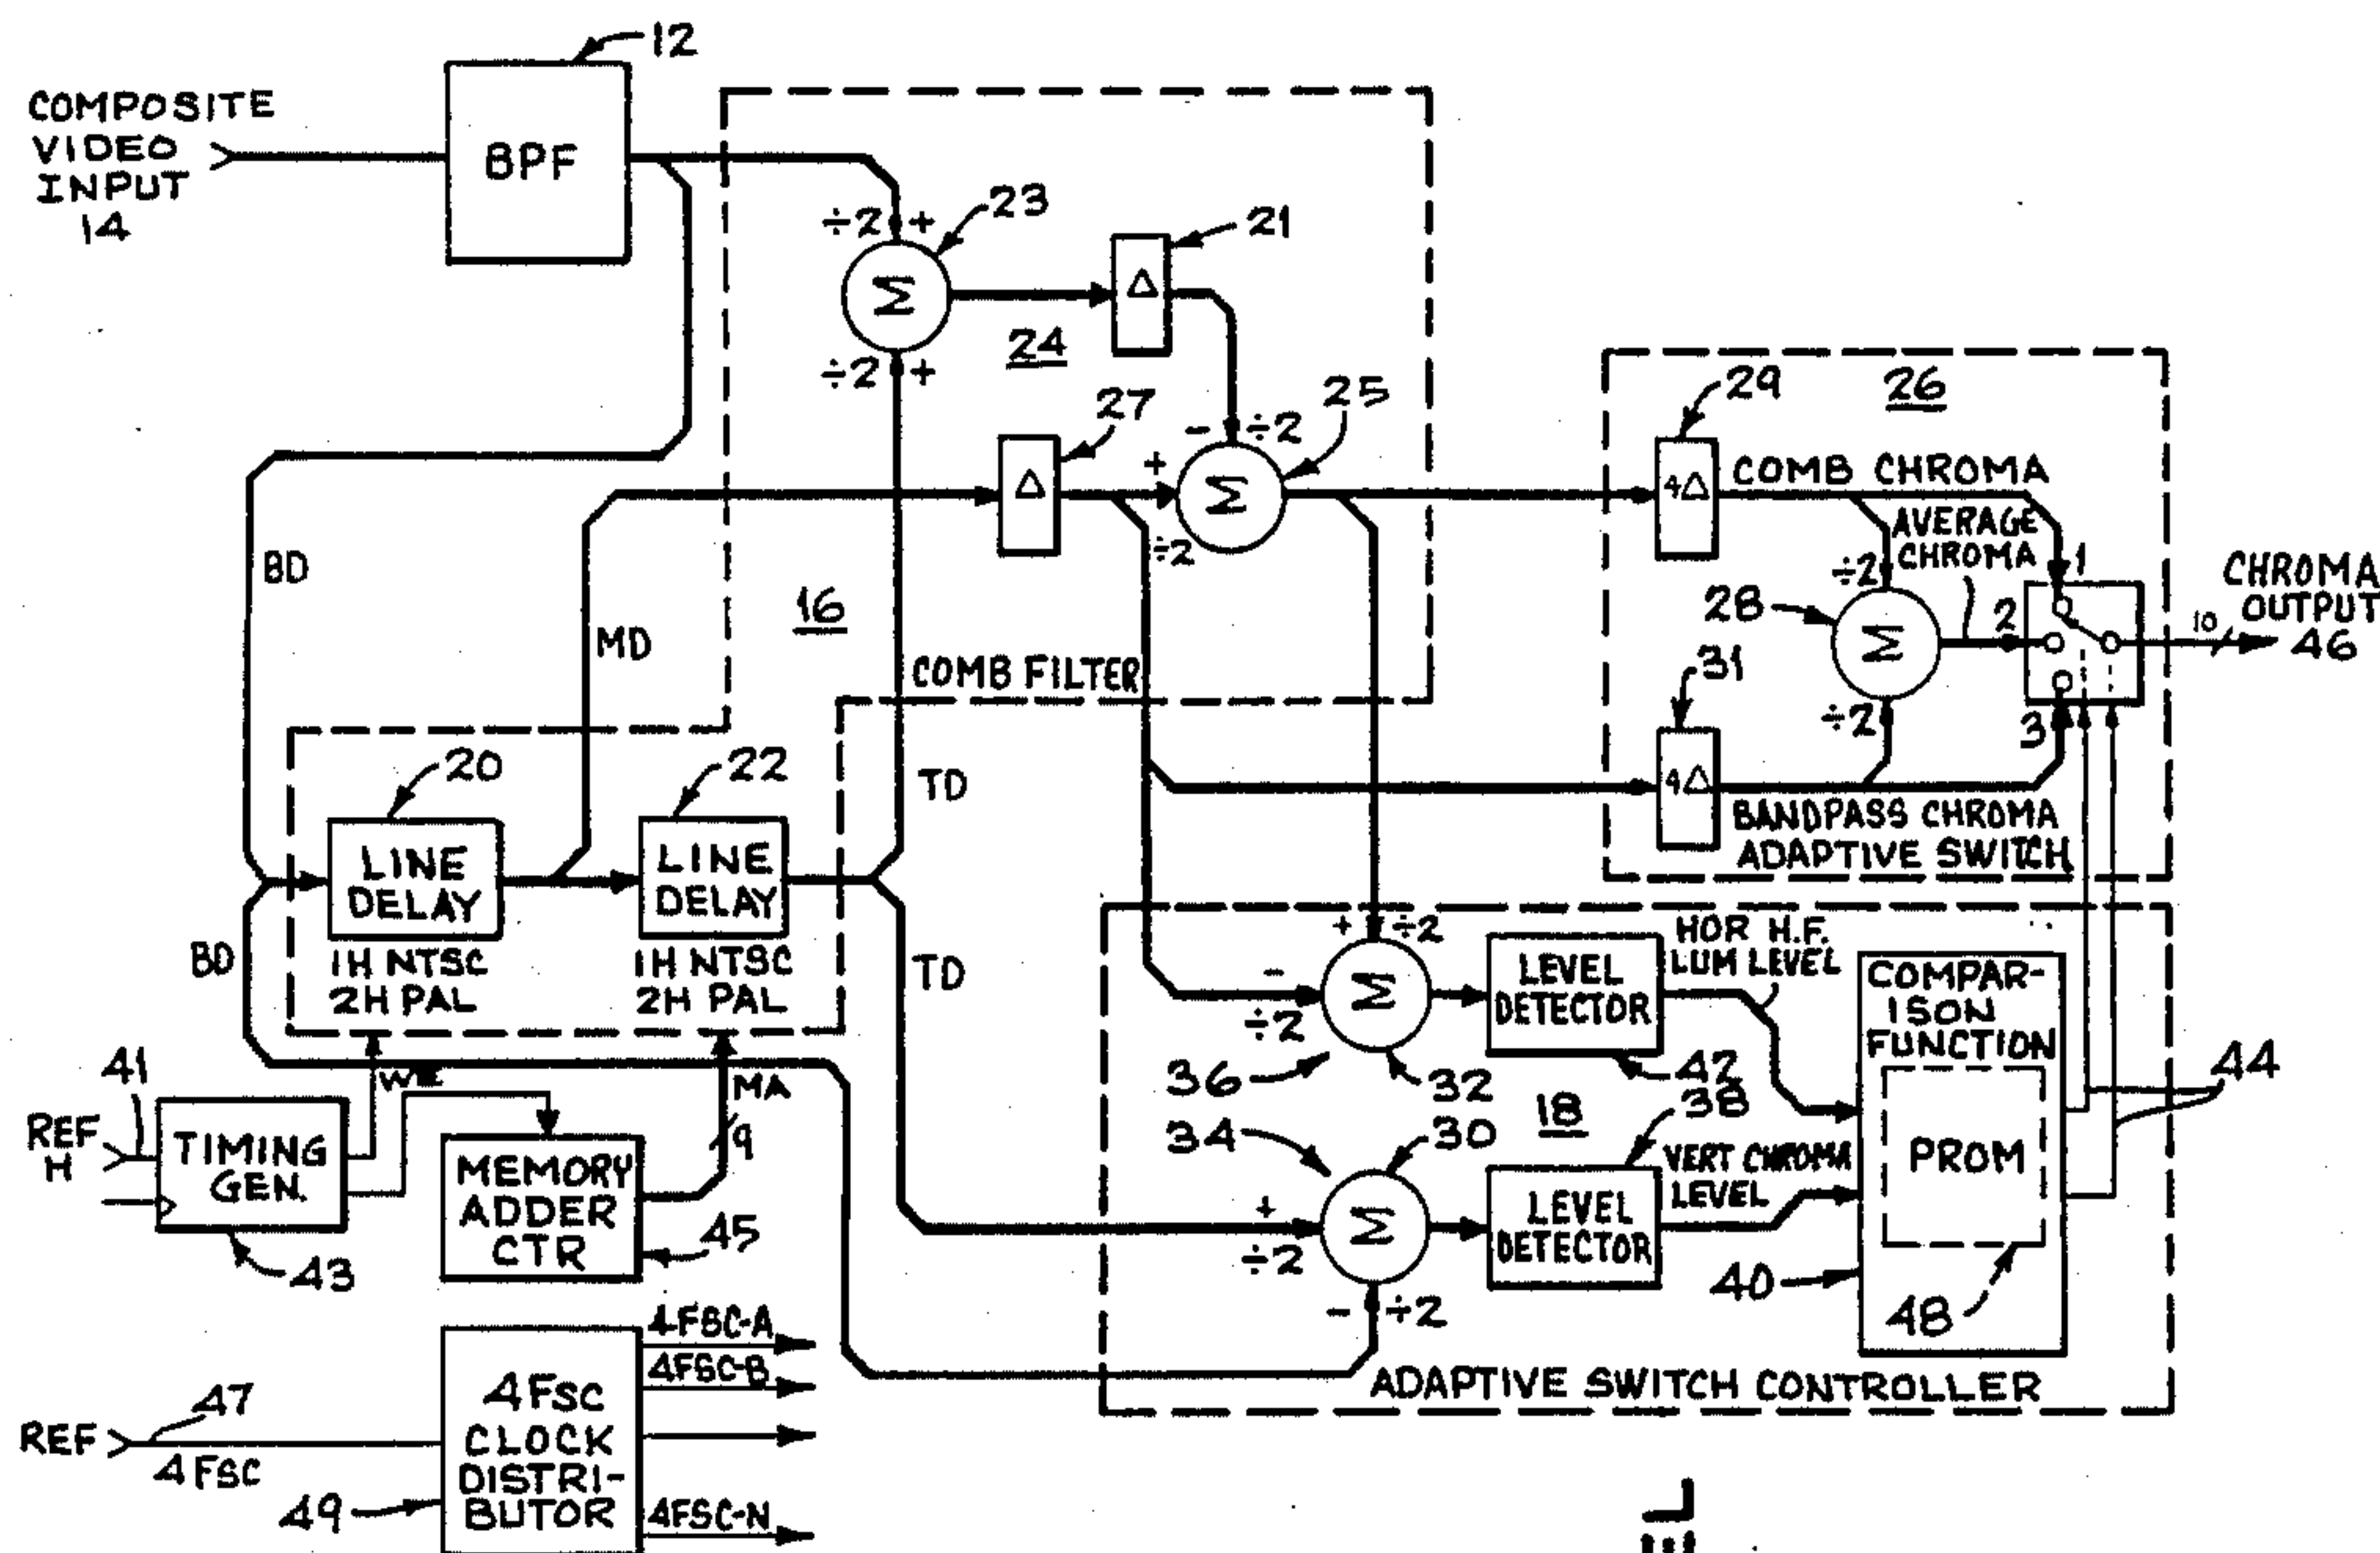 COMPOSITE
VIDEO
INPUT
14
12
BPF
÷2 +
23
Σ
÷2 +
24
21
Δ
27
Δ
- ÷2
25
+
Σ
÷2
16
COMB FILTER
BD
MD
20
LINE
DELAY
1H NTSC
2H PAL
22
LINE
DELAY
1H NTSC
2H PAL
TD
TD
BD
26
29
4Δ
COMB CHROMA
AVERAGE
CHROMA
÷2
28
Σ
÷2
1
2
3
31
4Δ
BANDPASS CHROMA
ADAPTIVE SWITCH
10
CHROMA
OUTPUT
46
+ ÷2
-
÷2
Σ
36
32
LEVEL
DETECTOR
42
HOR H.F.
LUM LEVEL
18
34
30
+
÷2
Σ
- ÷2
LEVEL
DETECTOR
38
VERT CHROMA
LEVEL
COMPAR-
ISON
FUNCTION
PROM
40
48
44
ADAPTIVE SWITCH CONTROLLER
41
REF
H
TIMING
GEN.
43
WE
MA
9
MEMORY
ADDER
CTR
45
REF
47
4FSC
4FSC
CLOCK
DISTRI-
BUTOR
49
4FSC-A
4FSC-B
4FSC-N